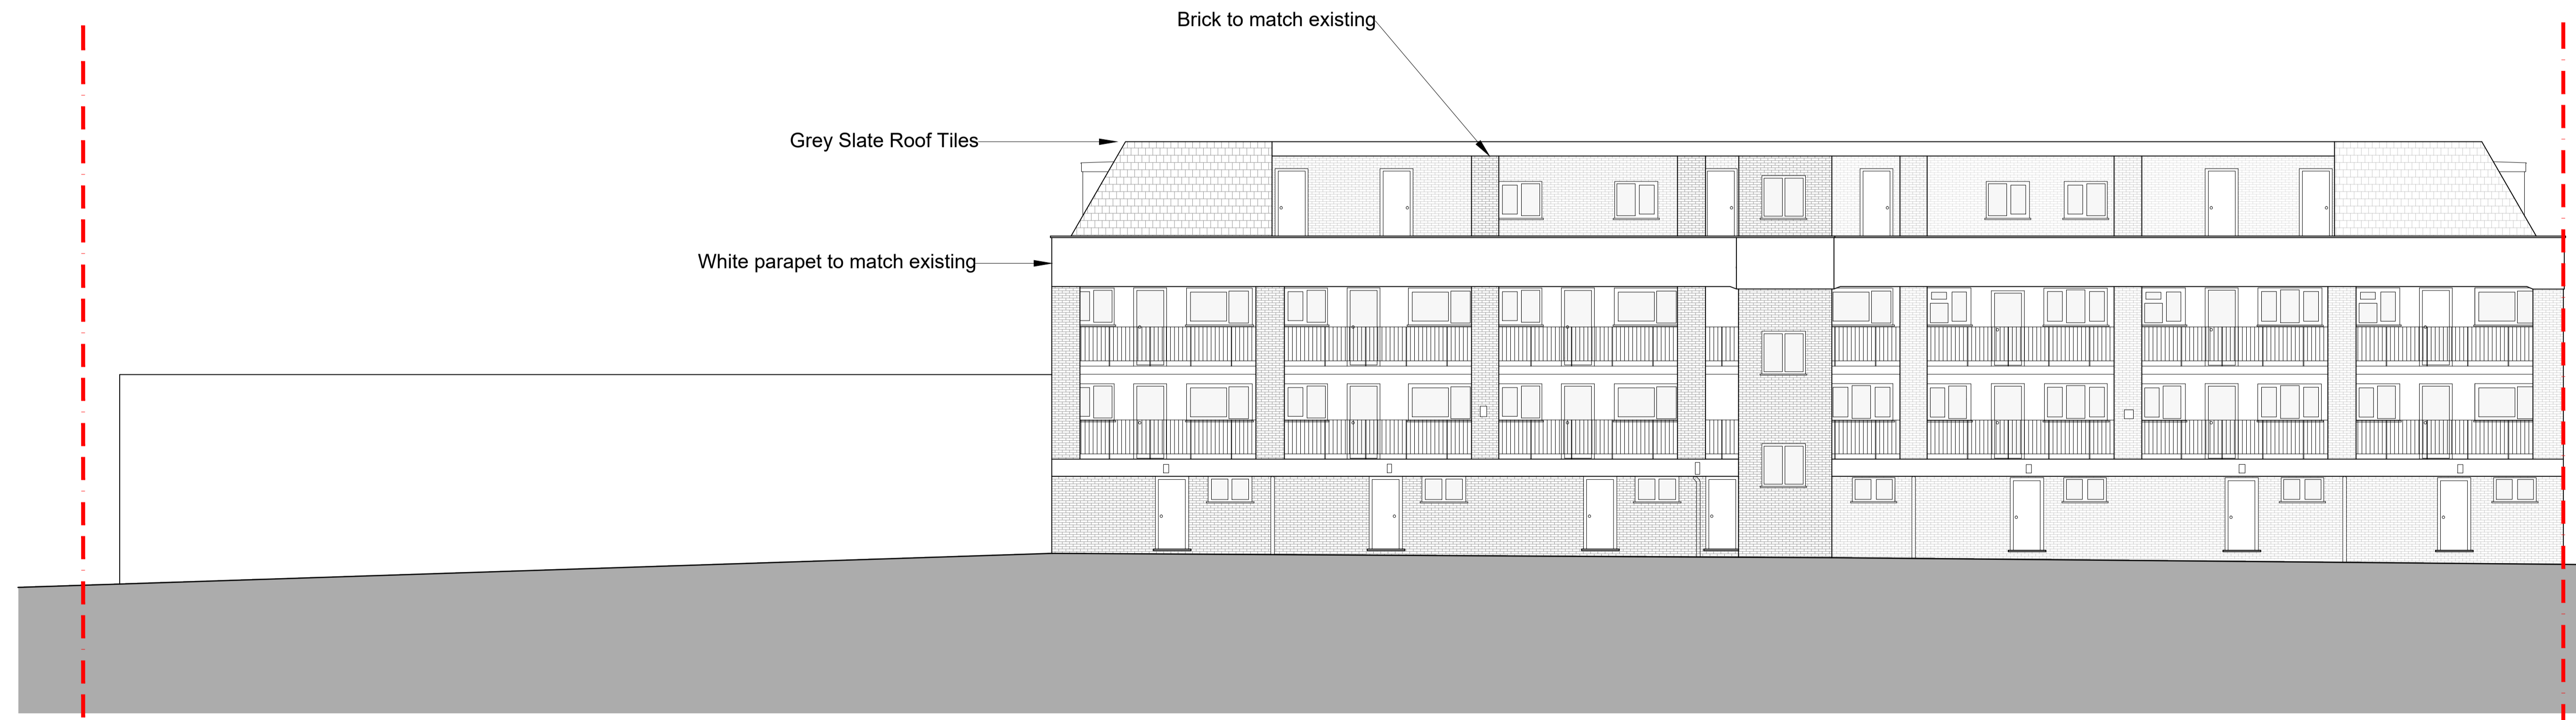 Brick to match existing
Grey Slate Roof Tiles
White parapet to match existing